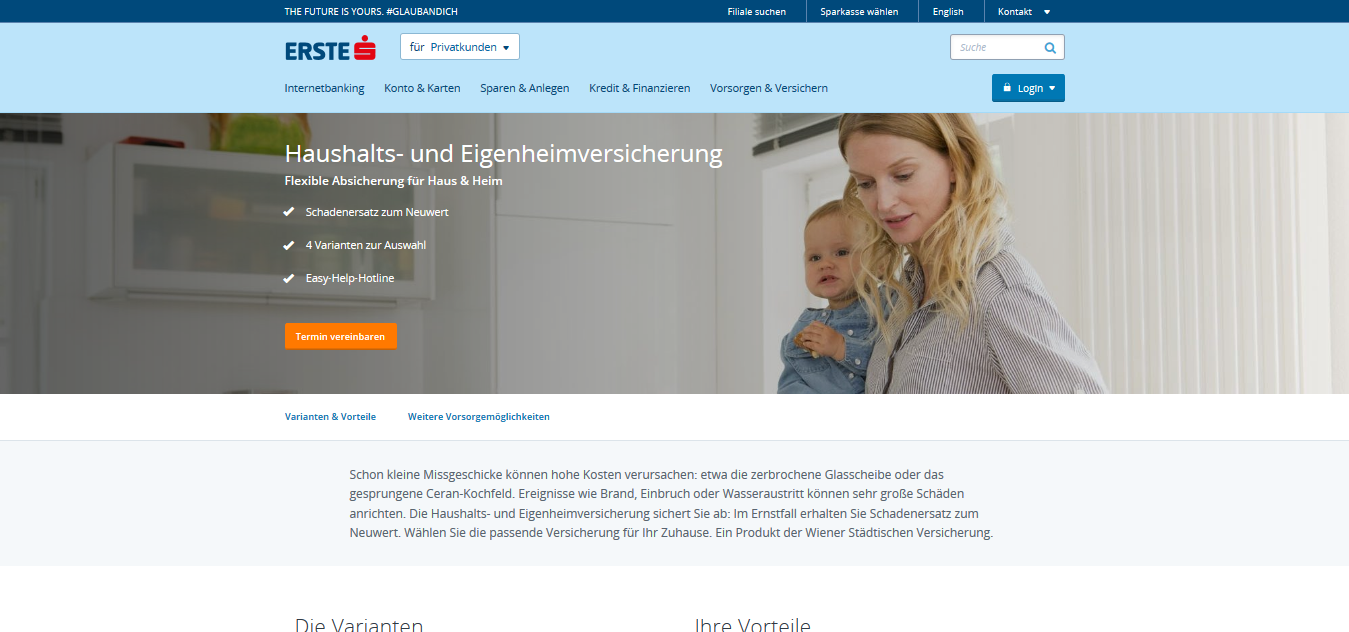 THE FUTURE IS YOURS. #GLAUBANDICH
Filiale suchen
Sparkasse wählen
English
Kontakt
ERSTE
für Privatkunden
Suche
Internetbanking
Konto & Karten
Sparen & Anlegen
Kredit & Finanzieren
Vorsorgen & Versichern
Login
Haushalts- und Eigenheimversicherung
Flexible Absicherung für Haus & Heim
Schadenersatz zum Neuwert
4 Varianten zur Auswahl
Easy-Help-Hotline
Termin vereinbaren
Varianten & Vorteile
Weitere Vorsorgemöglichkeiten
Schon kleine Missgeschicke können hohe Kosten verursachen: etwa die zerbrochene Glasscheibe oder das
gesprungene Ceran-Kochfeld. Ereignisse wie Brand, Einbruch oder Wasseraustritt können sehr große Schäden
anrichten. Die Haushalts- und Eigenheimversicherung sichert Sie ab: Im Ernstfall erhalten Sie Schadenersatz zum
Neuwert. Wählen Sie die passende Versicherung für Ihr Zuhause. Ein Produkt der Wiener Städtischen Versicherung.
Die Varianten
Ihre Vorteile